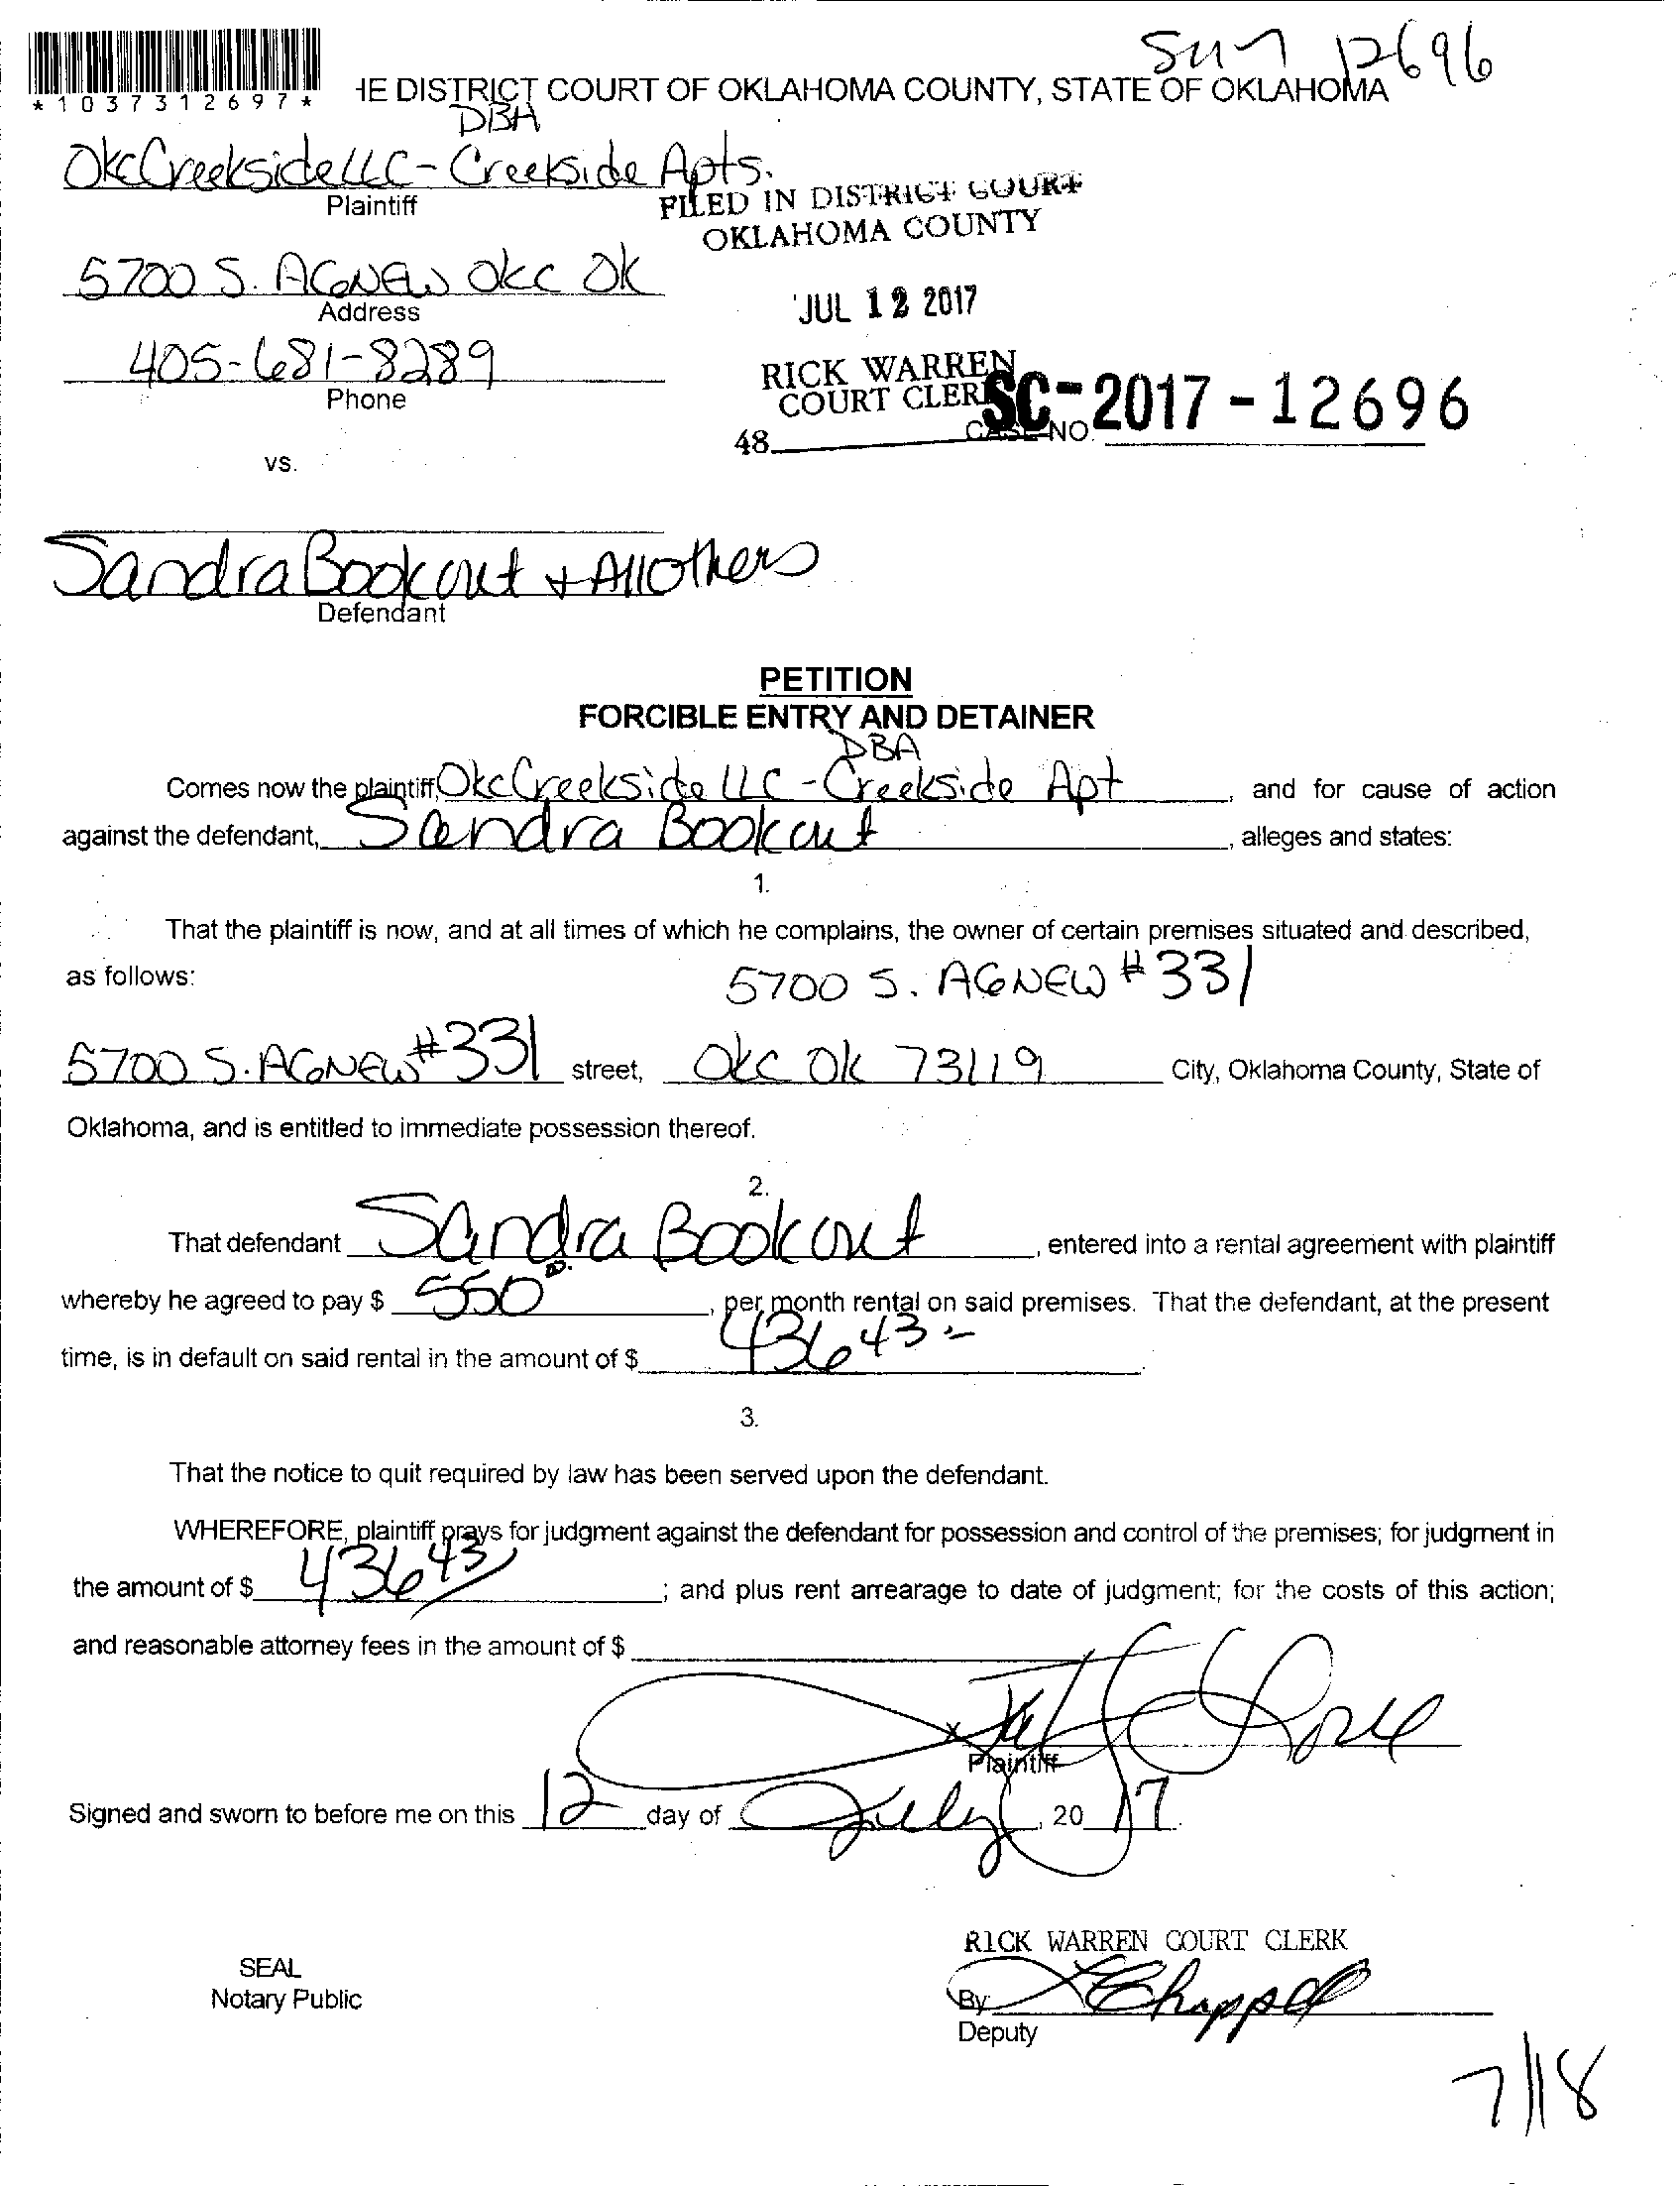 12696
*1037312697*
HE DISTRICT COURT OF OKLAHOMA COUNTY, STATE OF OKLAHOMA
DBA
OkcCreekside LLC - Creekside Apts.
Plaintiff
FILED IN DISTRICT COURT
OKLAHOMA COUNTY
5700 S. AGNEW OKC OK
Address
JUL 12 2017
405-681-8289
Phone
RICK WARREN
COURT CLERK
SC-2017-12696
48
CASE NO.
vs.
Sandra Bookout + All Others
Defendant
PETITION
FORCIBLE ENTRY AND DETAINER
DBA
Comes now the plaintiff, OkcCreekside LLC - Creekside Apt, and for cause of action
against the defendant, Sandra Bookout, alleges and states:
1.
That the plaintiff is now, and at all times of which he complains, the owner of certain premises situated and described,
as follows: 5700 S. AGNEW #331
5700 S. AGNEW #331 street, OKC OK 73119 City, Oklahoma County, State of
Oklahoma, and is entitled to immediate possession thereof.
2.
That defendant Sandra Bookout, entered into a rental agreement with plaintiff
whereby he agreed to pay $ 550 00., per month rental on said premises. That the defendant, at the present
time, is in default on said rental in the amount of $ 436 43.
3.
That the notice to quit required by law has been served upon the defendant.
WHEREFORE, plaintiff prays for judgment against the defendant for possession and control of the premises; for judgment in
the amount of $ 436 43; and plus rent arrearage to date of judgment; for the costs of this action;
and reasonable attorney fees in the amount of $
x
Plaintiff
Signed and sworn to before me on this 12 day of July, 20 17.
RICK WARREN COURT CLERK
SEAL
Notary Public
By: Chappell
Deputy
7/18